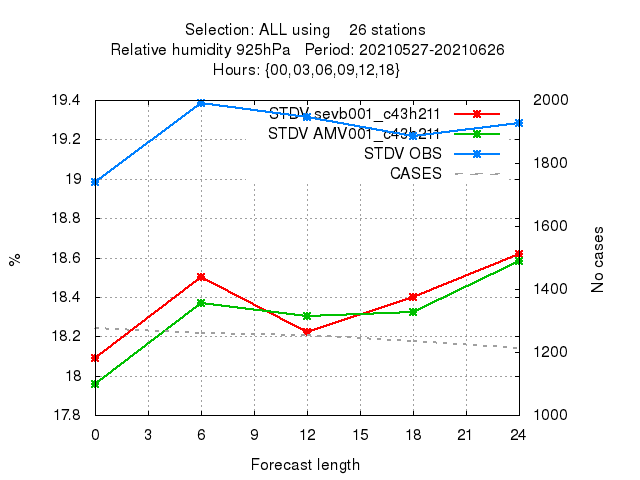 Selection: ALL using 26 stations
Relative humidity 925hPa Period: 20210527-20210626
Hours: {00,03,06,09,12,18}
STDV sevb001_c43h211
STDV AMV001_c43h211
STDV OBS
CASES
19.4
19.2
19
18.8
18.6
18.4
18.2
18
17.8
%
2000
1800
1600
1400
1200
1000
No cases
0 3 6 9 12 15 18 21 24
Forecast length